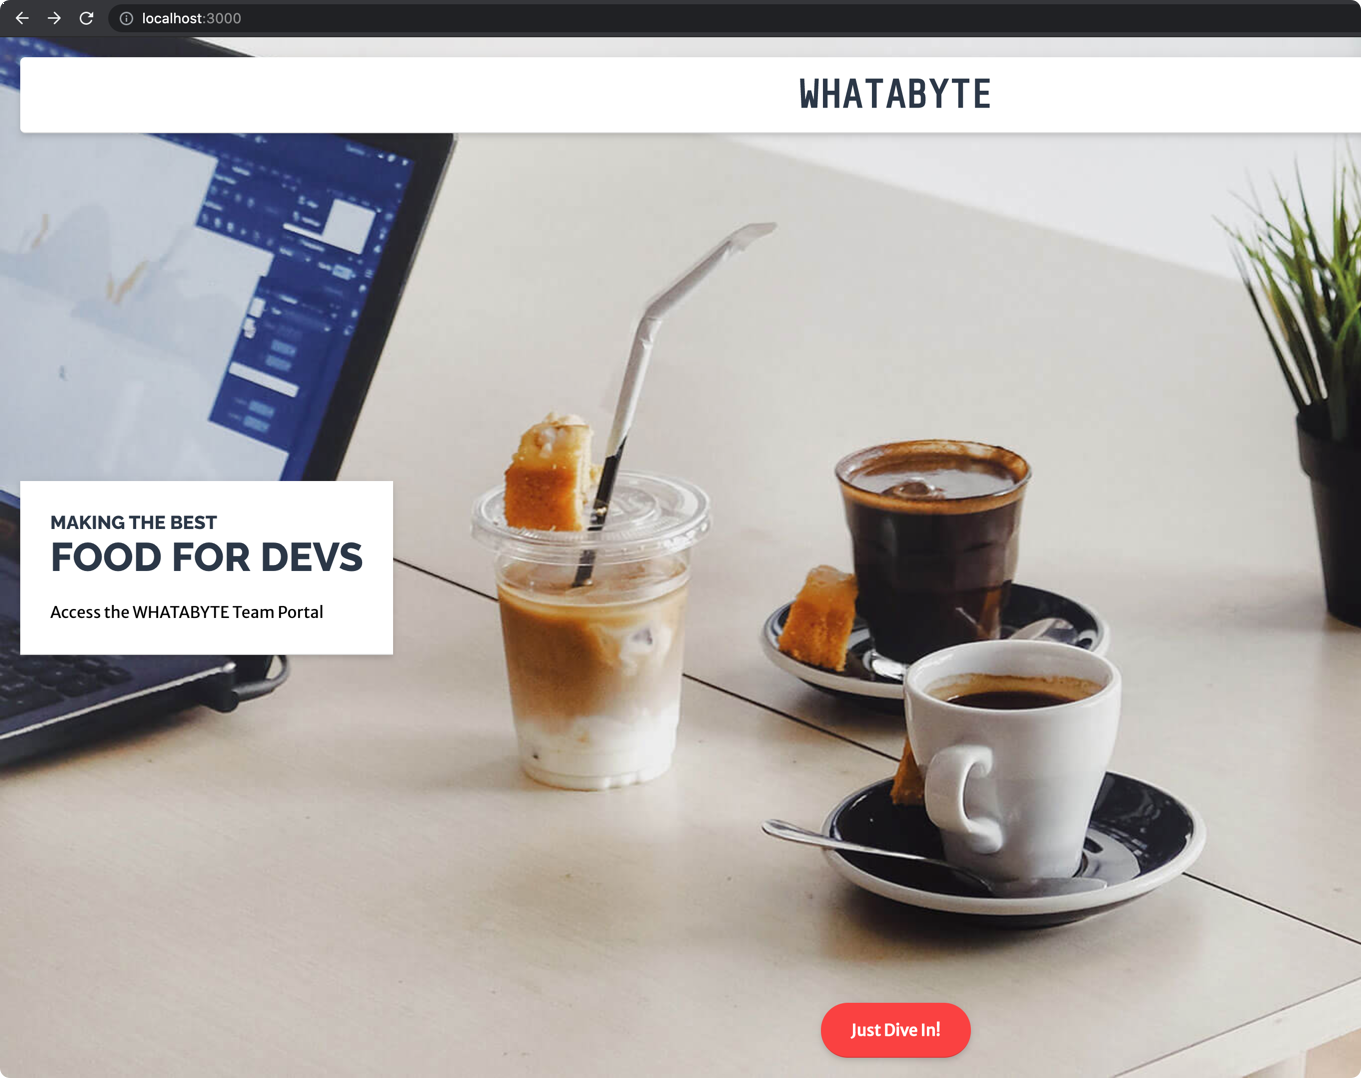 localhost:3000
WHATABYTE
MAKING THE BEST
FOOD FOR DEVS
Access the WHATABYTE Team Portal
Just Dive In!